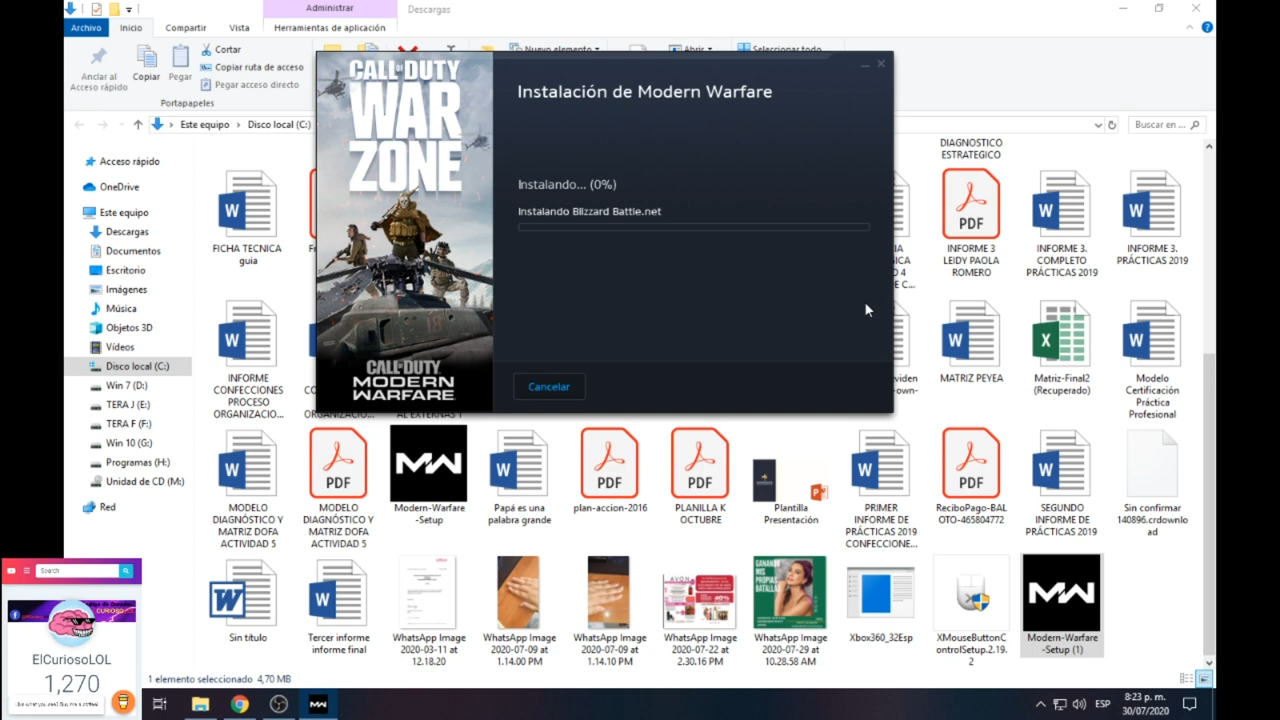 Administrar
Descargas
Archivo
Inicio
Compartir
Vista
Herramientas de aplicación
Anclar al
Acceso rápido
Copiar
Pegar
Cortar
Copiar ruta de acceso
Pegar acceso directo
Portapapeles
Nuevo elemento
Abrir
Seleccionar todo
Este equipo
Disco local (C:)
Buscar en ...
CALL OF DUTY
WAR
ZONE
CALL OF DUTY
MODERN
WARFARE
Instalación de Modern Warfare
Instalando... (0%)
Instalando Blizzard Battle.net
Cancelar
Acceso rápido
OneDrive
Este equipo
Descargas
Documentos
Escritorio
Imágenes
Música
Objetos 3D
Vídeos
Disco local (C:)
Win 7 (D:)
TERA J (E:)
TERA F (F:)
Win 10 (G:)
Programas (H:)
Unidad de CD (M:)
Red
DIAGNOSTICO
ESTRATEGICO
FICHA TECNICA
guia
INFORME 3
LEIDY PAOLA
ROMERO
INFORME 3.
COMPLETO
PRÁCTICAS 2019
INFORME 3.
PRÁCTICAS 2019
INFORME
CONFECCIONES
PROCESO
ORGANIZACIO...
MATRIZ PEYEA
Matriz-Final2
(Recuperado)
Modelo
Certificación
Práctica
Profesional
MODELO
DIAGNÓSTICO Y
MATRIZ DOFA
ACTIVIDAD 5
MODELO
DIAGNÓSTICO Y
MATRIZ DOFA
ACTIVIDAD 5
Modern-Warfare
-Setup
Papá es una
palabra grande
plan-accion-2016
PLANILLA K
OCTUBRE
Plantilla
Presentación
PRIMER
INFORME DE
PRÁCTICAS 2019
CONFECCIONE...
ReciboPago-BAL
OTO-465804772
SEGUNDO
INFORME DE
PRÁCTICAS 2019
Sin confirmar
140896.crdownlo
ad
Sin título
Tercer informe
informe final
WhatsApp Image
2020-03-11 at
12.18.20
WhatsApp Image
2020-07-09 at
1.14.00 PM
WhatsApp Image
2020-07-09 at
1.14.10 PM
WhatsApp Image
2020-07-22 at
2.30.16 PM
WhatsApp Image
2020-07-29 at
10.28.58 AM
Xbox360_32Esp
XMouseButtonC
ontrolSetup.2.19.
2
Modern-Warfare
-Setup (1)
1 elemento seleccionado 4,70 MB
Search
ElCuriosoLOL
1,270
ESP
8:23 p. m.
30/07/2020